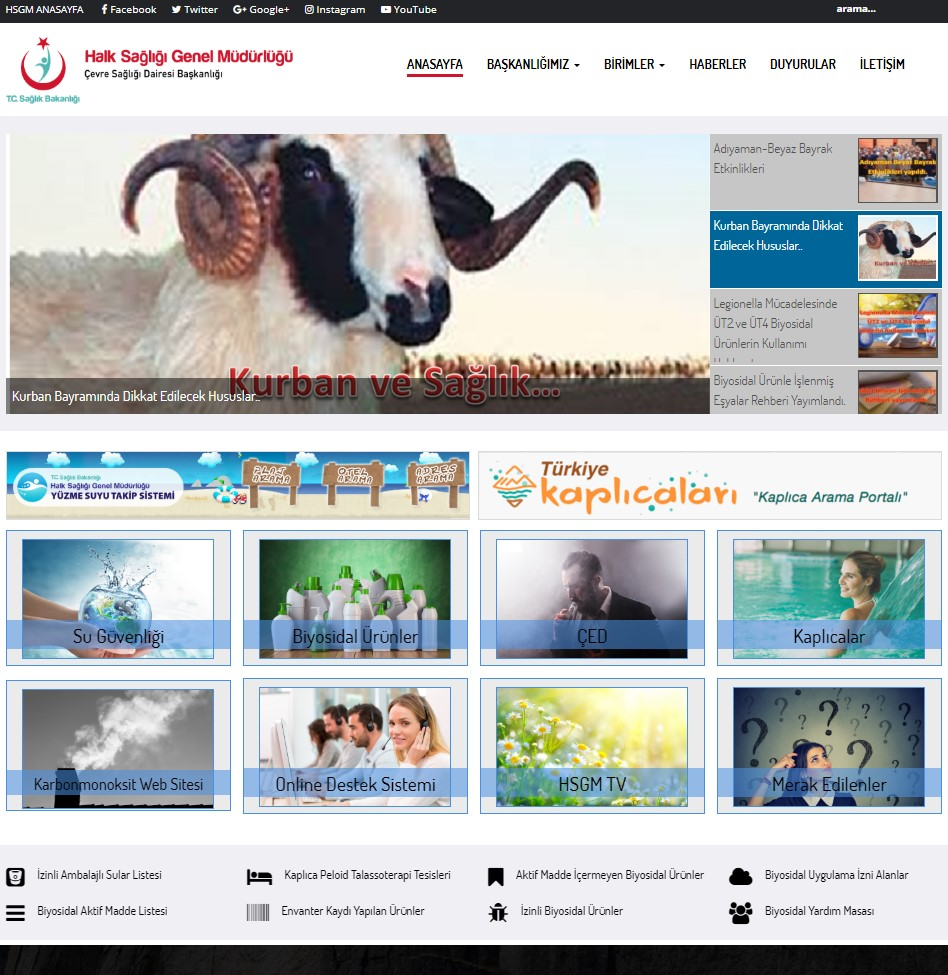 HSGM ANASAYFA Facebook Twitter Google+ Instagram YouTube arama...
Halk Sağlığı Genel Müdürlüğü
Çevre Sağlığı Dairesi Başkanlığı
T.C. Sağlık Bakanlığı
ANASAYFA BAŞKANLIĞIMIZ BİRİMLER HABERLER DUYURULAR İLETİŞİM
Kurban ve Sağlık...
Kurban Bayramında Dikkat Edilecek Hususlar..
Adıyaman-Beyaz Bayrak
Etkinlikleri
Adıyaman Beyaz Bayrak
Etkinlikleri yapıldı.
Kurban Bayramında Dikkat
Edilecek Hususlar..
Kurban ve Sağlık...
Legionella Mücadelesinde
ÜT2 ve ÜT4 Biyosidal
Ürünlerin Kullanımı
Biyosidal Ürünle İşlenmiş
Eşyalar Rehberi Yayımlandı.
T.C. Sağlık Bakanlığı
Halk Sağlığı Genel Müdürlüğü
YÜZME SUYU TAKİP SİSTEMİ
PLAJ ARAMA
OTEL ARAMA
ADRES ARAMA
Türkiye
kaplıcaları "Kaplıca Arama Portalı"
Su Güvenliği
Biyosidal Ürünler
ÇED
Kaplıcalar
Karbonmonoksit Web Sitesi
Online Destek Sistemi
HSGM TV
Merak Edilenler
İzinli Ambalajlı Sular Listesi
Kaplıca Peloid Talassoterapi Tesisleri
Aktif Madde İçermeyen Biyosidal Ürünler
Biyosidal Uygulama İzni Alanlar
Biyosidal Aktif Madde Listesi
Envanter Kaydı Yapılan Ürünler
İzinli Biyosidal Ürünler
Biyosidal Yardım Masası